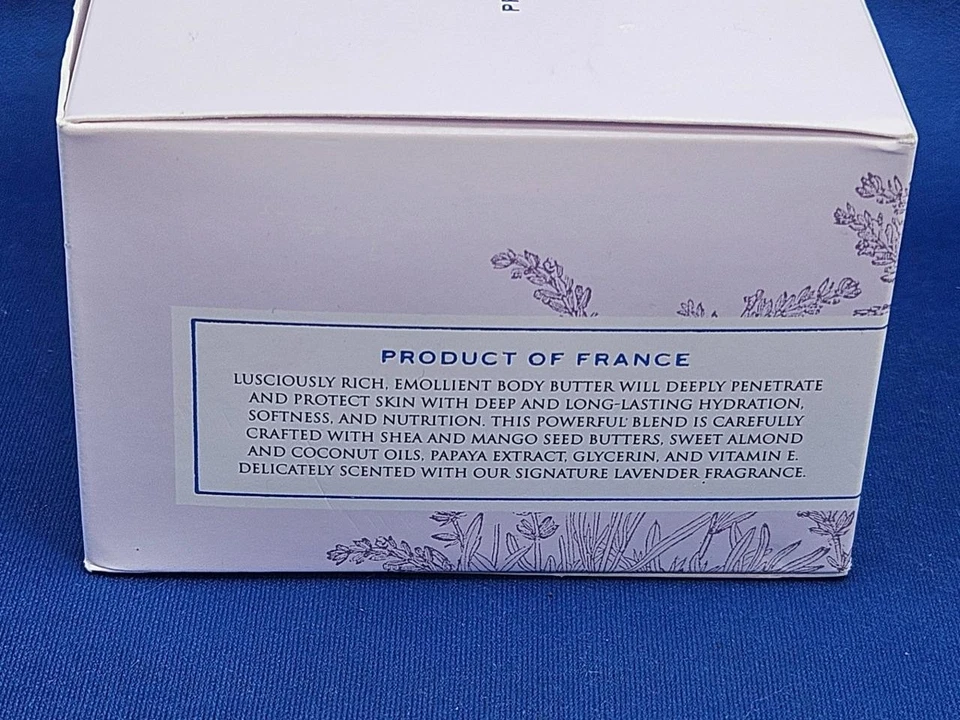 PRODUCT OF FRANCE
LUSCIOUSLY RICH, EMOLLIENT BODY BUTTER WILL DEEPLY PENETRATE
AND PROTECT SKIN WITH DEEP AND LONG-LASTING HYDRATION,
SOFTNESS, AND NUTRITION. THIS POWERFUL BLEND IS CAREFULLY
CRAFTED WITH SHEA AND MANGO SEED BUTTERS, SWEET ALMOND
AND COCONUT OILS, PAPAYA EXTRACT, GLYCERIN, AND VITAMIN E.
DELICATELY SCENTED WITH OUR SIGNATURE LAVENDER FRAGRANCE.